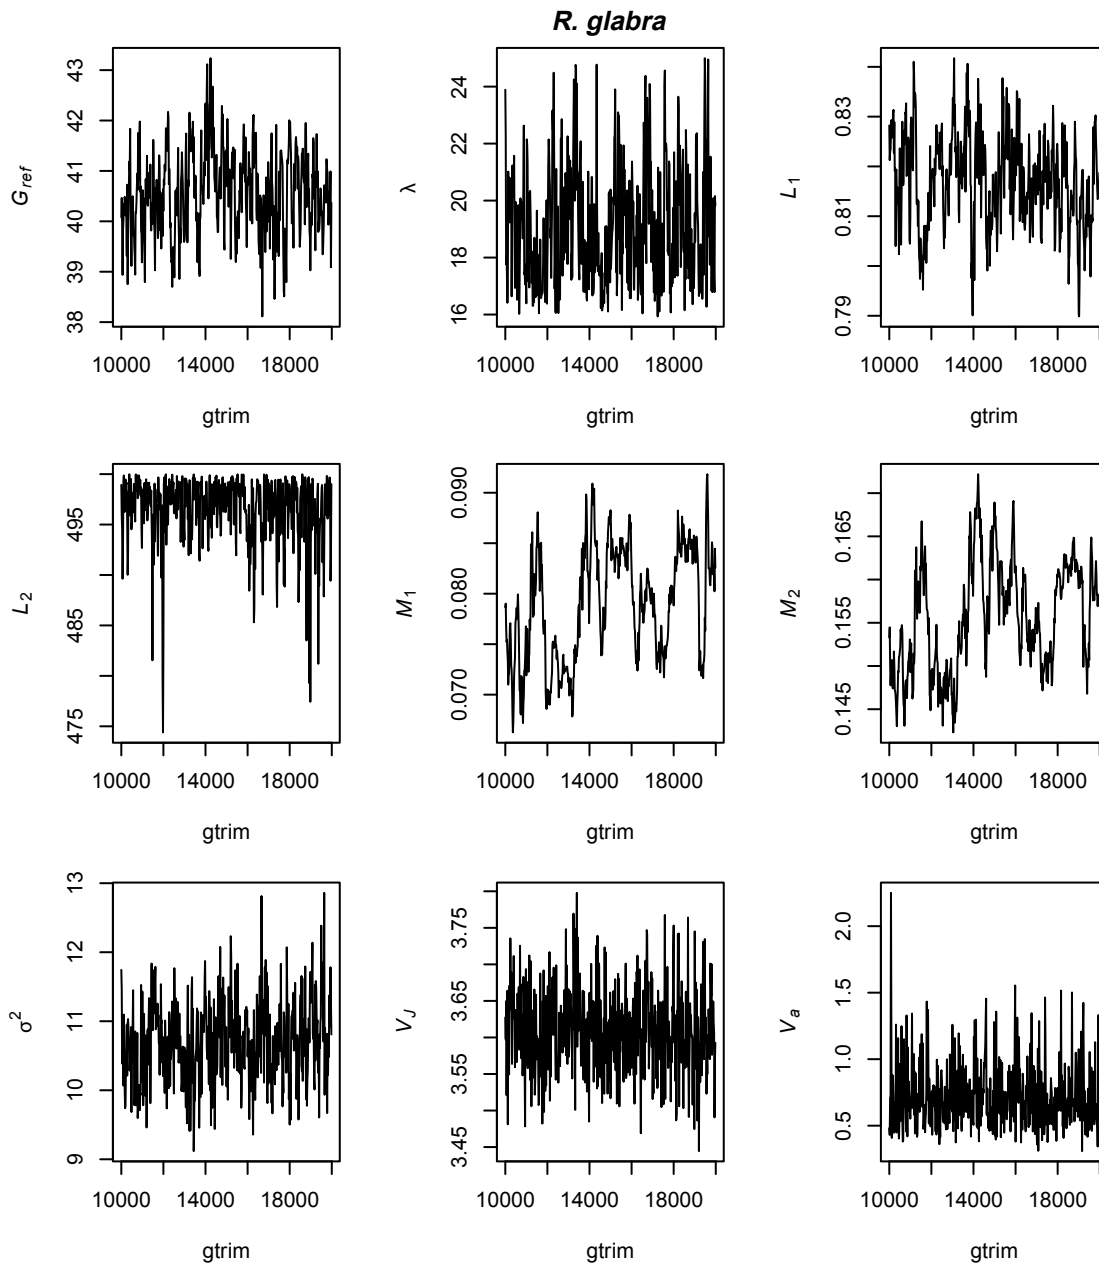 R. glabra
G_ref
38 39 40 41 42 43
10000 14000 18000
gtrim
λ
16 18 20 22 24
10000 14000 18000
gtrim
L_1
0.79 0.81 0.83
10000 14000 18000
gtrim
L_2
475 485 495
10000 14000 18000
gtrim
M_1
0.070 0.080 0.090
10000 14000 18000
gtrim
M_2
0.145 0.155 0.165
10000 14000 18000
gtrim
σ²
9 10 11 12 13
10000 14000 18000
gtrim
V_J
3.45 3.55 3.65 3.75
10000 14000 18000
gtrim
V_a
0.5 1.0 1.5 2.0
10000 14000 18000
gtrim